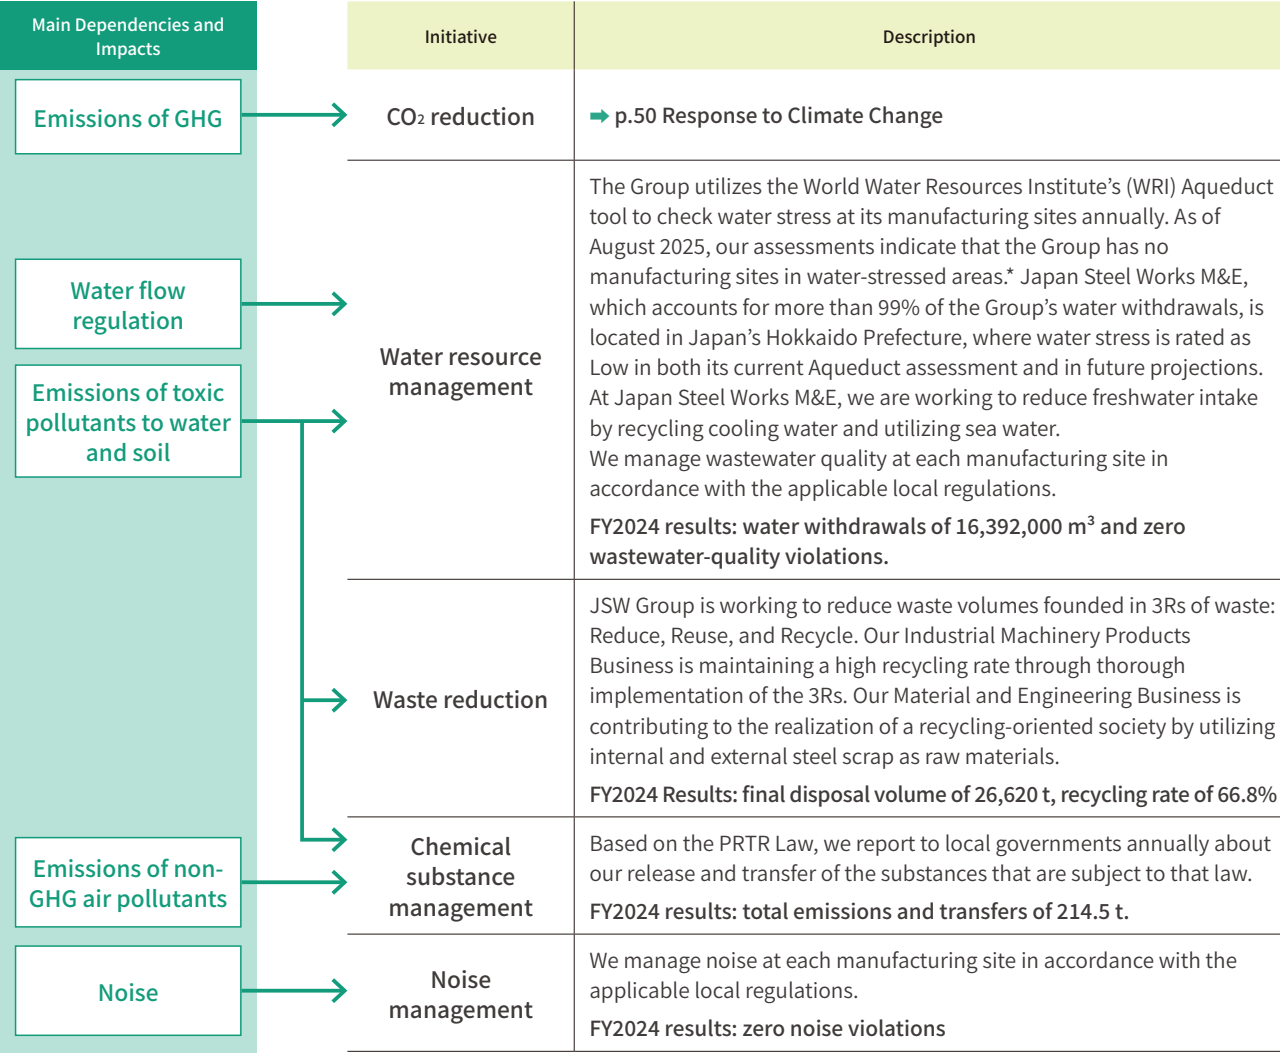 Main Dependencies and
Impacts
Initiative
Description
Emissions of GHG
CO2 reduction
➡ p.50 Response to Climate Change
Water flow
regulation
Emissions of toxic
pollutants to water
and soil
Water resource
management
The Group utilizes the World Water Resources Institute’s (WRI) Aqueduct
tool to check water stress at its manufacturing sites annually. As of
August 2025, our assessments indicate that the Group has no
manufacturing sites in water-stressed areas.* Japan Steel Works M&E,
which accounts for more than 99% of the Group’s water withdrawals, is
located in Japan’s Hokkaido Prefecture, where water stress is rated as
Low in both its current Aqueduct assessment and in future projections.
At Japan Steel Works M&E, we are working to reduce freshwater intake
by recycling cooling water and utilizing sea water.
We manage wastewater quality at each manufacturing site in
accordance with the applicable local regulations.
FY2024 results: water withdrawals of 16,392,000 m³ and zero
wastewater-quality violations.
Waste reduction
JSW Group is working to reduce waste volumes founded in 3Rs of waste:
Reduce, Reuse, and Recycle. Our Industrial Machinery Products
Business is maintaining a high recycling rate through thorough
implementation of the 3Rs. Our Material and Engineering Business is
contributing to the realization of a recycling-oriented society by utilizing
internal and external steel scrap as raw materials.
FY2024 Results: final disposal volume of 26,620 t, recycling rate of 66.8%
Emissions of non-
GHG air pollutants
Chemical
substance
management
Based on the PRTR Law, we report to local governments annually about
our release and transfer of the substances that are subject to that law.
FY2024 results: total emissions and transfers of 214.5 t.
Noise
Noise
management
We manage noise at each manufacturing site in accordance with the
applicable local regulations.
FY2024 results: zero noise violations